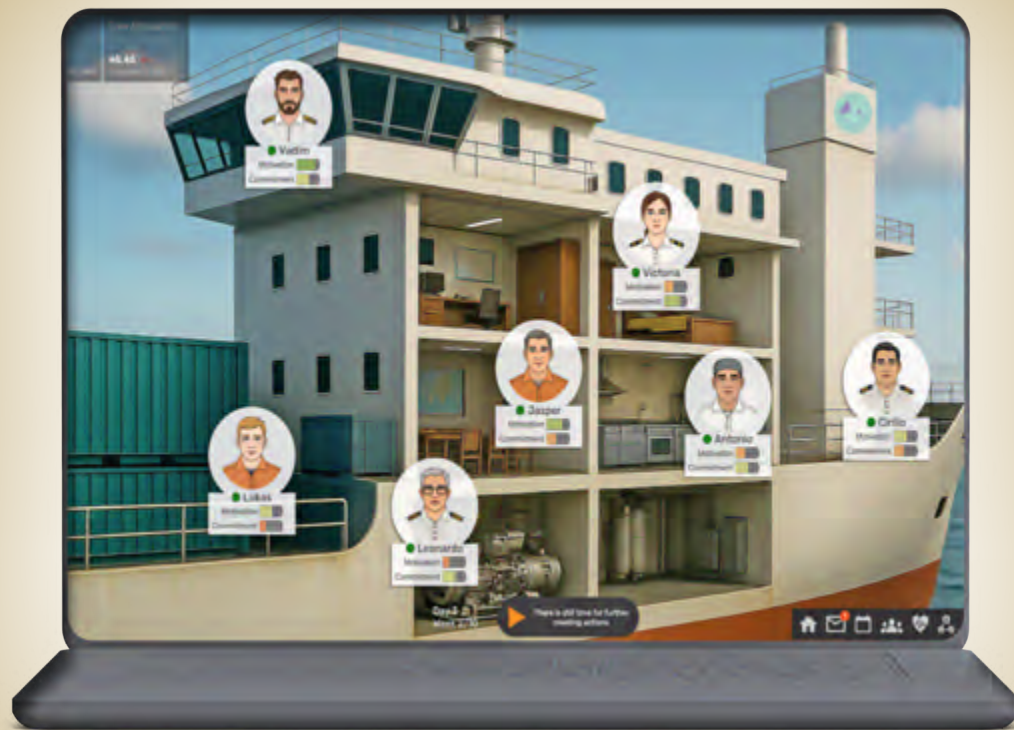 Vadim
Motivation
Commitment
Victoria
Motivation
Commitment
Jasper
Motivation
Commitment
Antonio
Motivation
Commitment
Cirillo
Motivation
Commitment
Lukas
Motivation
Commitment
Leonardo
Motivation
Commitment
There is still time for further
meeting actions